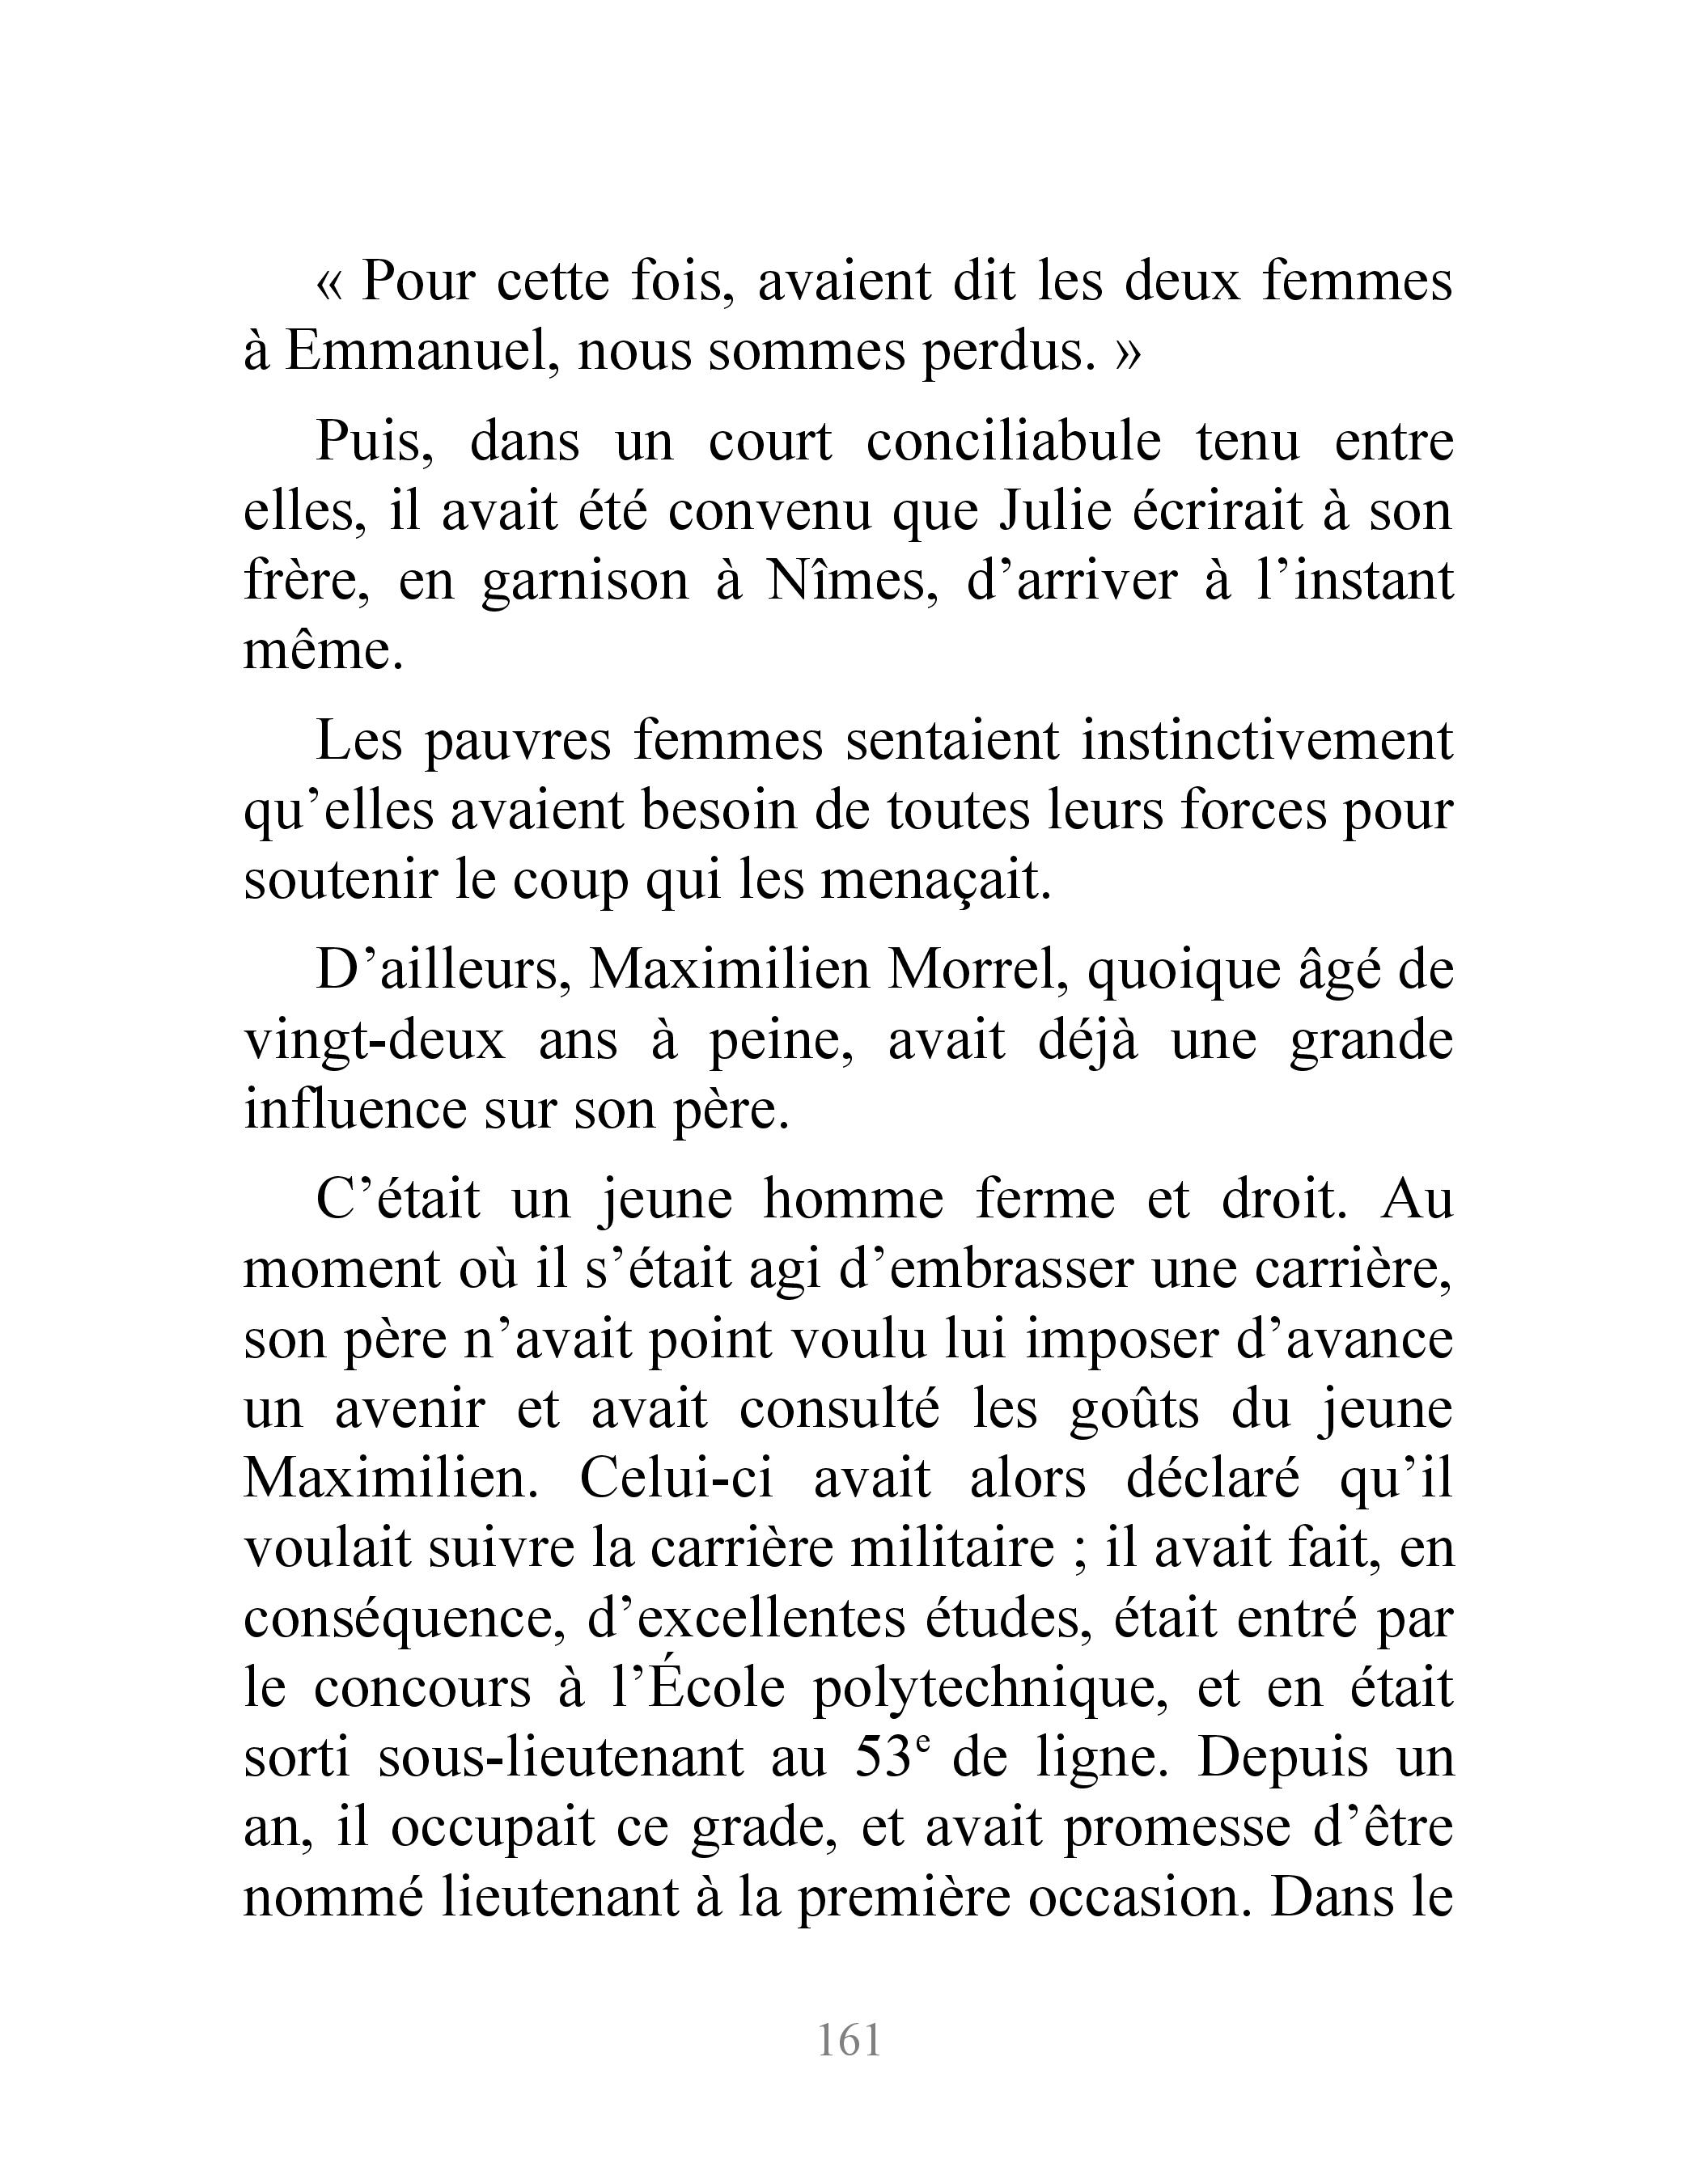 « Pour cette fois, avaient dit les deux femmes
à Emmanuel, nous sommes perdus. »
Puis, dans un court conciliabule tenu entre
elles, il avait été convenu que Julie écrirait à son
frère, en garnison à Nîmes, d’arriver à l’instant
même.
Les pauvres femmes sentaient instinctivement
qu’elles avaient besoin de toutes leurs forces pour
soutenir le coup qui les menaçait.
D’ailleurs, Maximilien Morrel, quoique âgé de
vingt-deux ans à peine, avait déjà une grande
influence sur son père.
C’était un jeune homme ferme et droit. Au
moment où il s’était agi d’embrasser une carrière,
son père n’avait point voulu lui imposer d’avance
un avenir et avait consulté les goûts du jeune
Maximilien. Celui-ci avait alors déclaré qu’il
voulait suivre la carrière militaire ; il avait fait, en
conséquence, d’excellentes études, était entré par
le concours à l’École polytechnique, et en était
sorti sous-lieutenant au 53e de ligne. Depuis un
an, il occupait ce grade, et avait promesse d’être
nommé lieutenant à la première occasion. Dans le
161